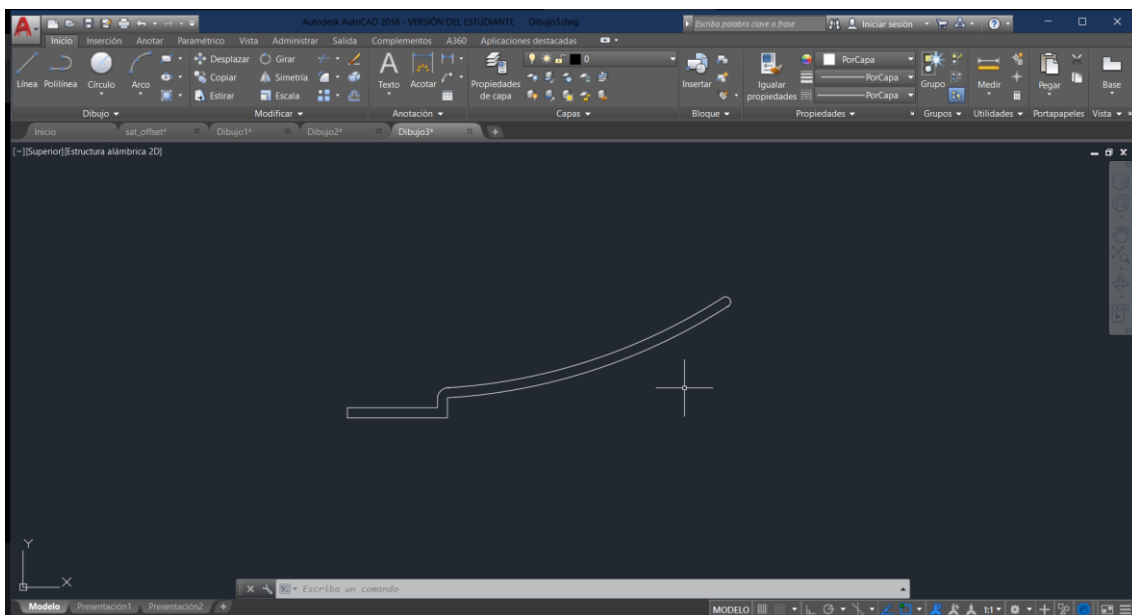 A Autodesk AutoCAD 2018 - VERSIÓN DEL ESTUDIANTE Dibujo3.dwg Escriba palabra clave o frase Iniciar sesión
Inicio Inserción Anotar Paramétrico Vista Administrar Salida Complementos A360 Aplicaciones destacadas
Desplazar Girar 0 PorCapa
Línea Polilínea Círculo Arco Copiar Simetría Texto Acotar Propiedades de capa Insertar Igualar propiedades PorCapa Grupo Medir Pegar Base
Estirar Escala PorCapa
Dibujo Modificar Anotación Capas Bloque Propiedades Grupos Utilidades Portapapeles Vista
Inicio sat_offset* Dibujo1* Dibujo2* Dibujo3*
[−][Superior][Estructura alámbrica 2D]
Y
X
Escriba un comando
Modelo Presentación1 Presentación2 +
MODELO 1:1